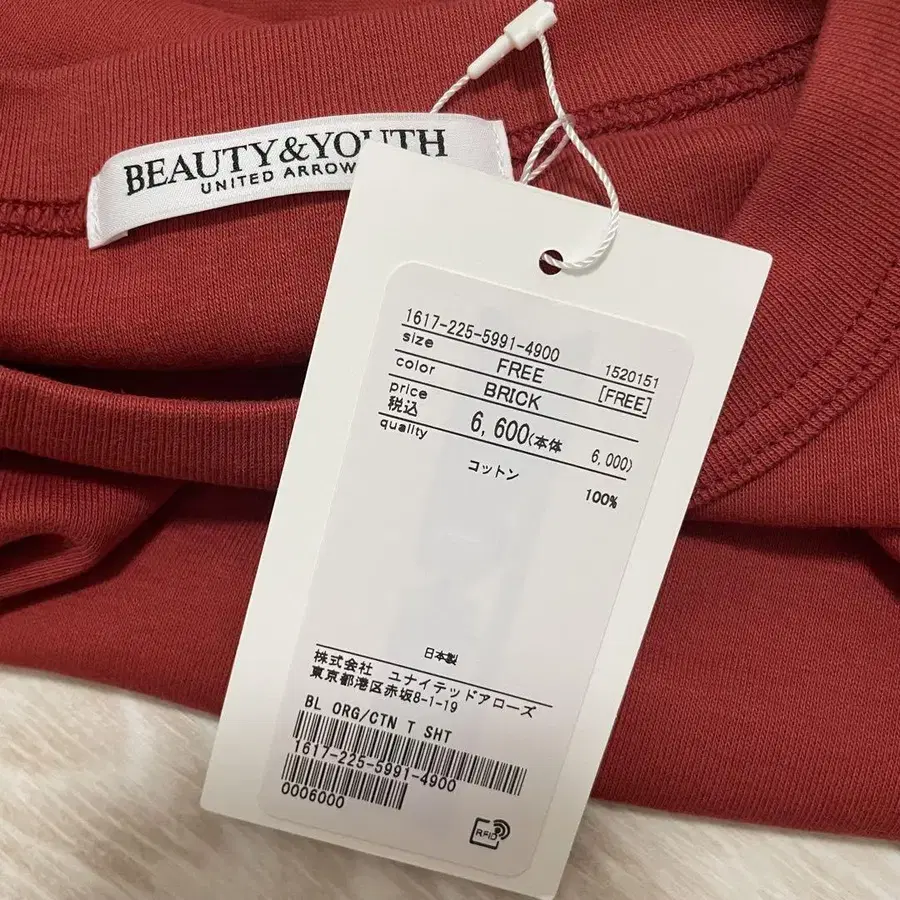 BEAUTY&YOUTH
UNITED ARROW
1617-225-5991-4900
size FREE 1520151
color BRICK [FREE]
price
税込 6,600(本体 6,000)
quality
コットン 100%
日本製
株式会社 ユナイテッドアローズ
東京都港区赤坂8-1-19
BL ORG/CTN T SHT
1617-225-5991-4900
0006000
RFID